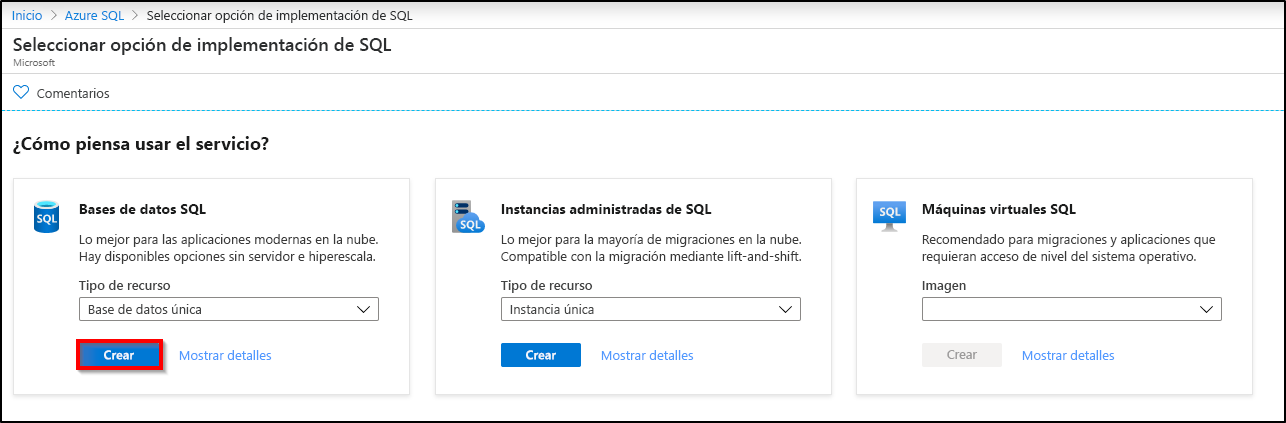 Inicio > Azure SQL > Seleccionar opción de implementación de SQL
Seleccionar opción de implementación de SQL
Microsoft
Comentarios
¿Cómo piensa usar el servicio?
SQL
Bases de datos SQL
Lo mejor para las aplicaciones modernas en la nube.
Hay disponibles opciones sin servidor e hiperescala.
Tipo de recurso
Base de datos única
Crear
Mostrar detalles
SQL
Instancias administradas de SQL
Lo mejor para la mayoría de migraciones en la nube.
Compatible con la migración mediante lift-and-shift.
Tipo de recurso
Instancia única
Crear
Mostrar detalles
SQL
Máquinas virtuales SQL
Recomendado para migraciones y aplicaciones que
requieran acceso de nivel del sistema operativo.
Imagen
Crear
Mostrar detalles